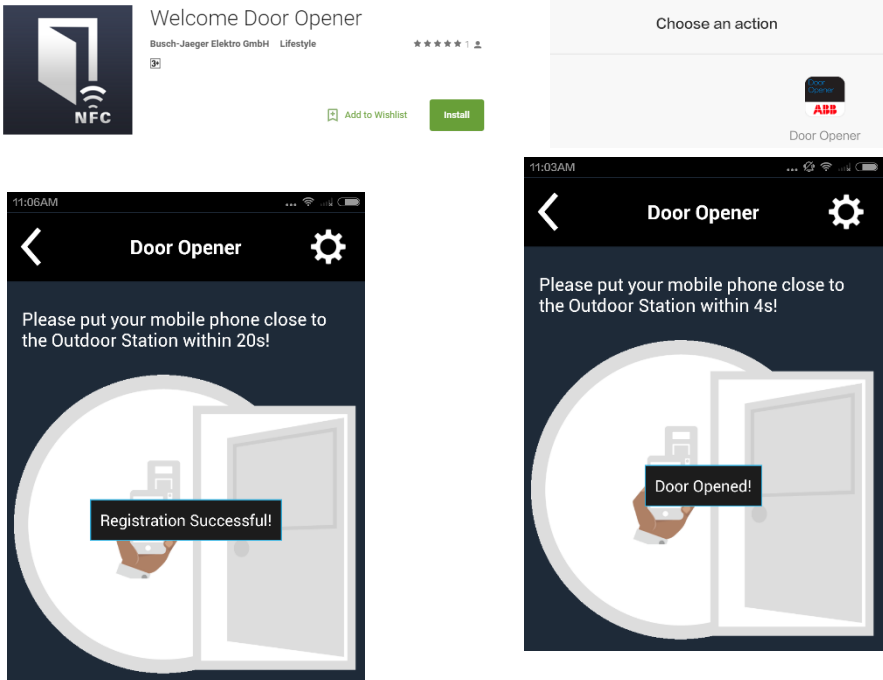 Welcome Door Opener
Busch-Jaeger Elektro GmbH Lifestyle
1
3+
NFC
Add to Wishlist
Install
Choose an action
Door
Opener
ABB
Door Opener
11:06AM
Door Opener
Please put your mobile phone close to
the Outdoor Station within 20s!
Registration Successful!
11:03AM
Door Opener
Please put your mobile phone close to
the Outdoor Station within 4s!
Door Opened!